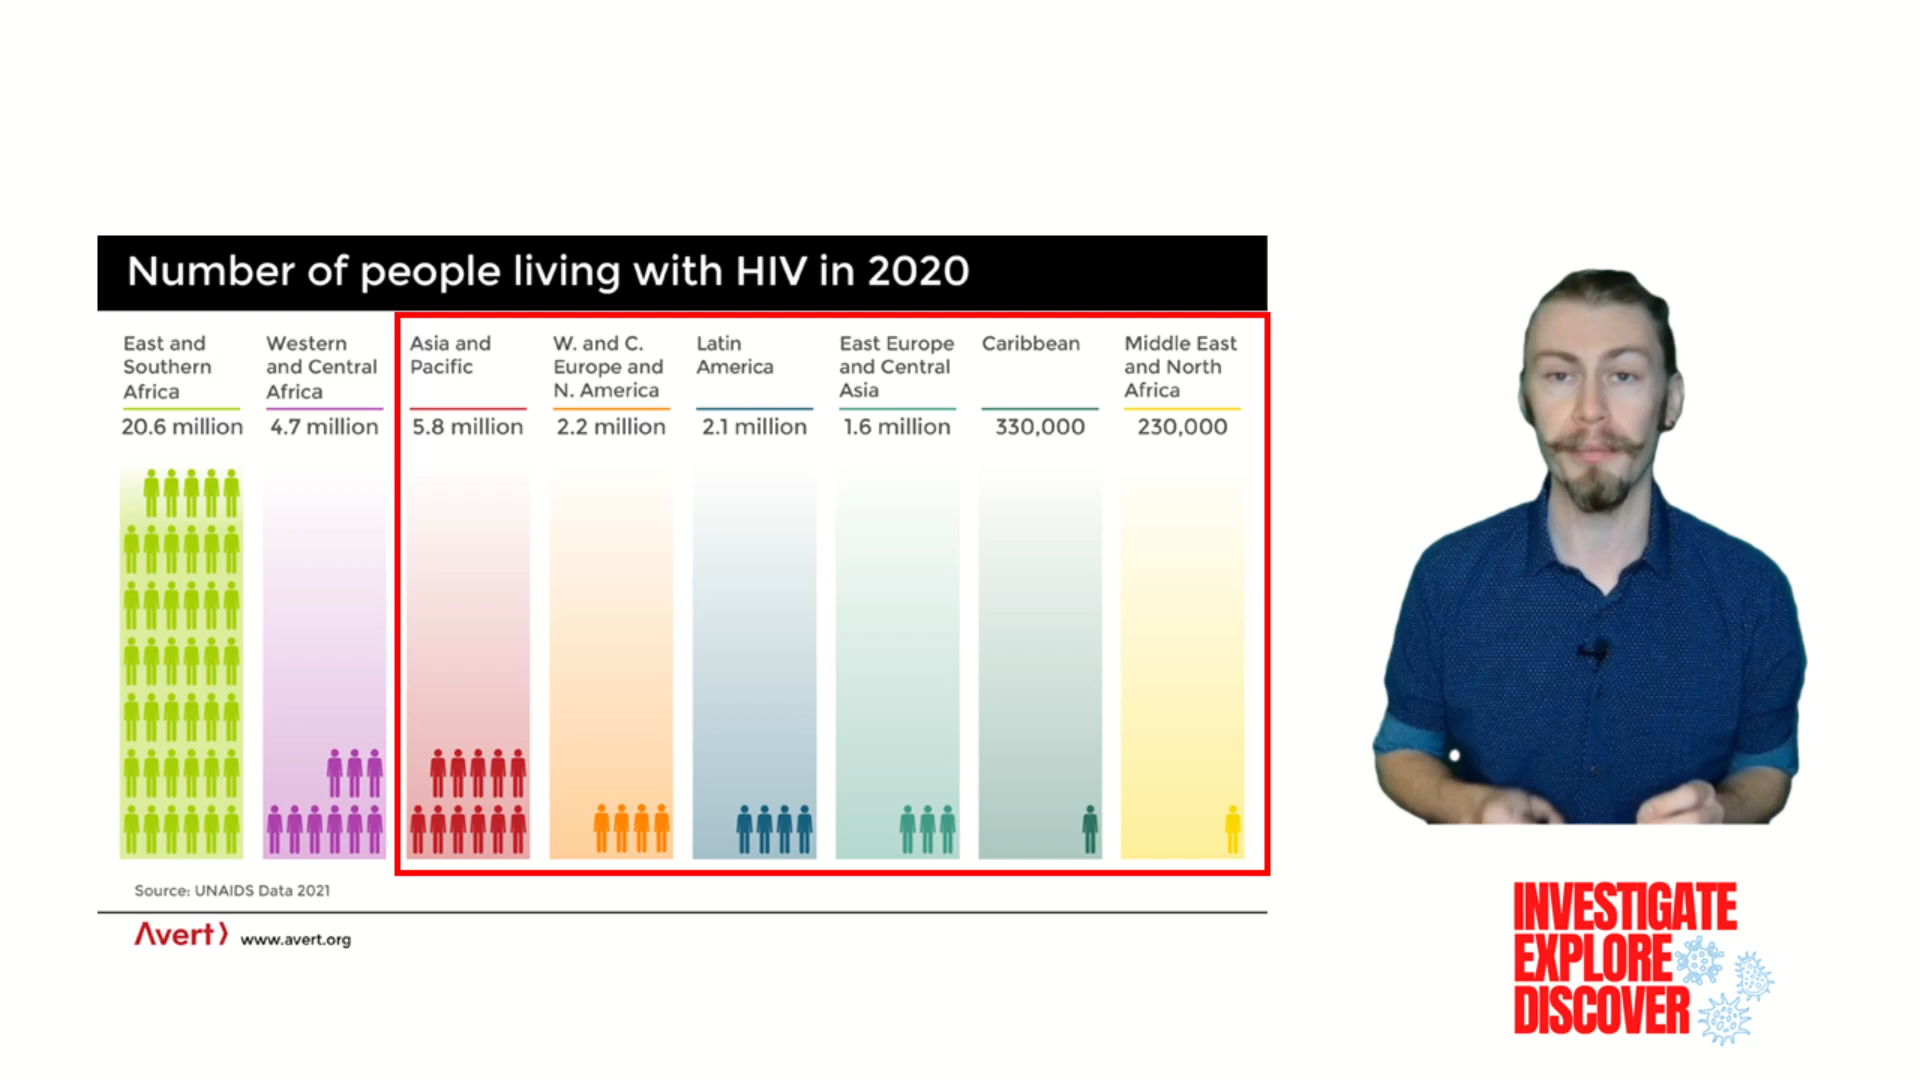 Number of people living with HIV in 2020
East and
Southern
Africa
20.6 million
Western
and Central
Africa
4.7 million
Asia and
Pacific
5.8 million
W. and C.
Europe and
N. America
2.2 million
Latin
America
2.1 million
East Europe
and Central
Asia
1.6 million
Caribbean
330,000
Middle East
and North
Africa
230,000
Source: UNAIDS Data 2021
Avert
www.avert.org
INVESTIGATE
EXPLORE
DISCOVER